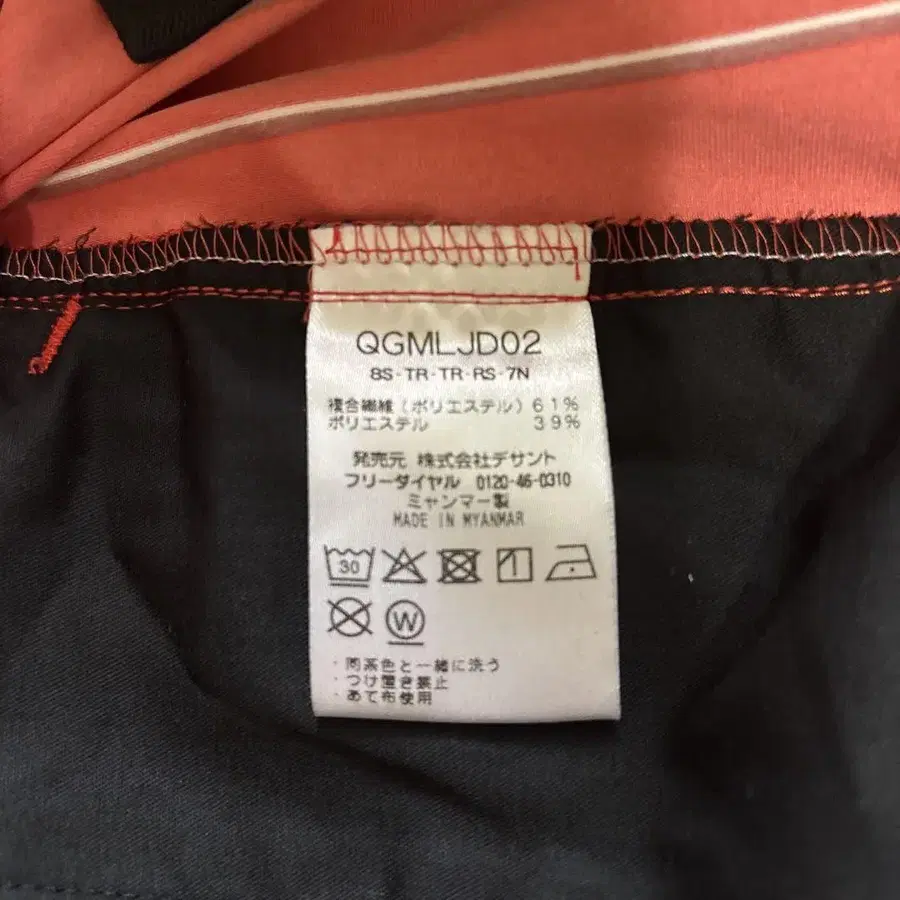 QGMLJD02
8S-TR-TR-RS-7N
複合繊維(ポリエステル) 61%
ポリエステル 39%
発売元 株式会社デサント
フリーダイヤル 0120-46-0310
ミャンマー製
MADE IN MYANMAR
30
W
・同系色と一緒に洗う
・つけ置き禁止
・あて布使用